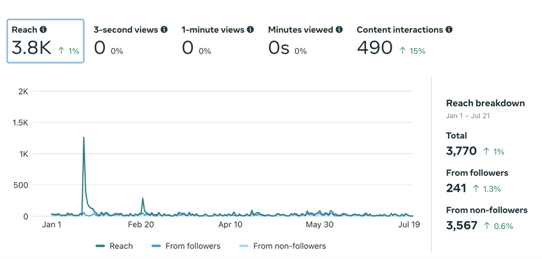 Reach 3-second views 1-minute views Minutes viewed Content interactions
3.8K ↑ 1% 0 0% 0 0% 0s 0% 490 ↑ 15%
2K
1.5K
1K
500
0
Jan 1 Feb 20 Apr 10 May 30 Jul 19
Reach From followers From non-followers
Reach breakdown
Jan 1 – Jul 21
Total
3,770 ↑ 1%
From followers
241 ↑ 1.3%
From non-followers
3,567 ↑ 0.6%